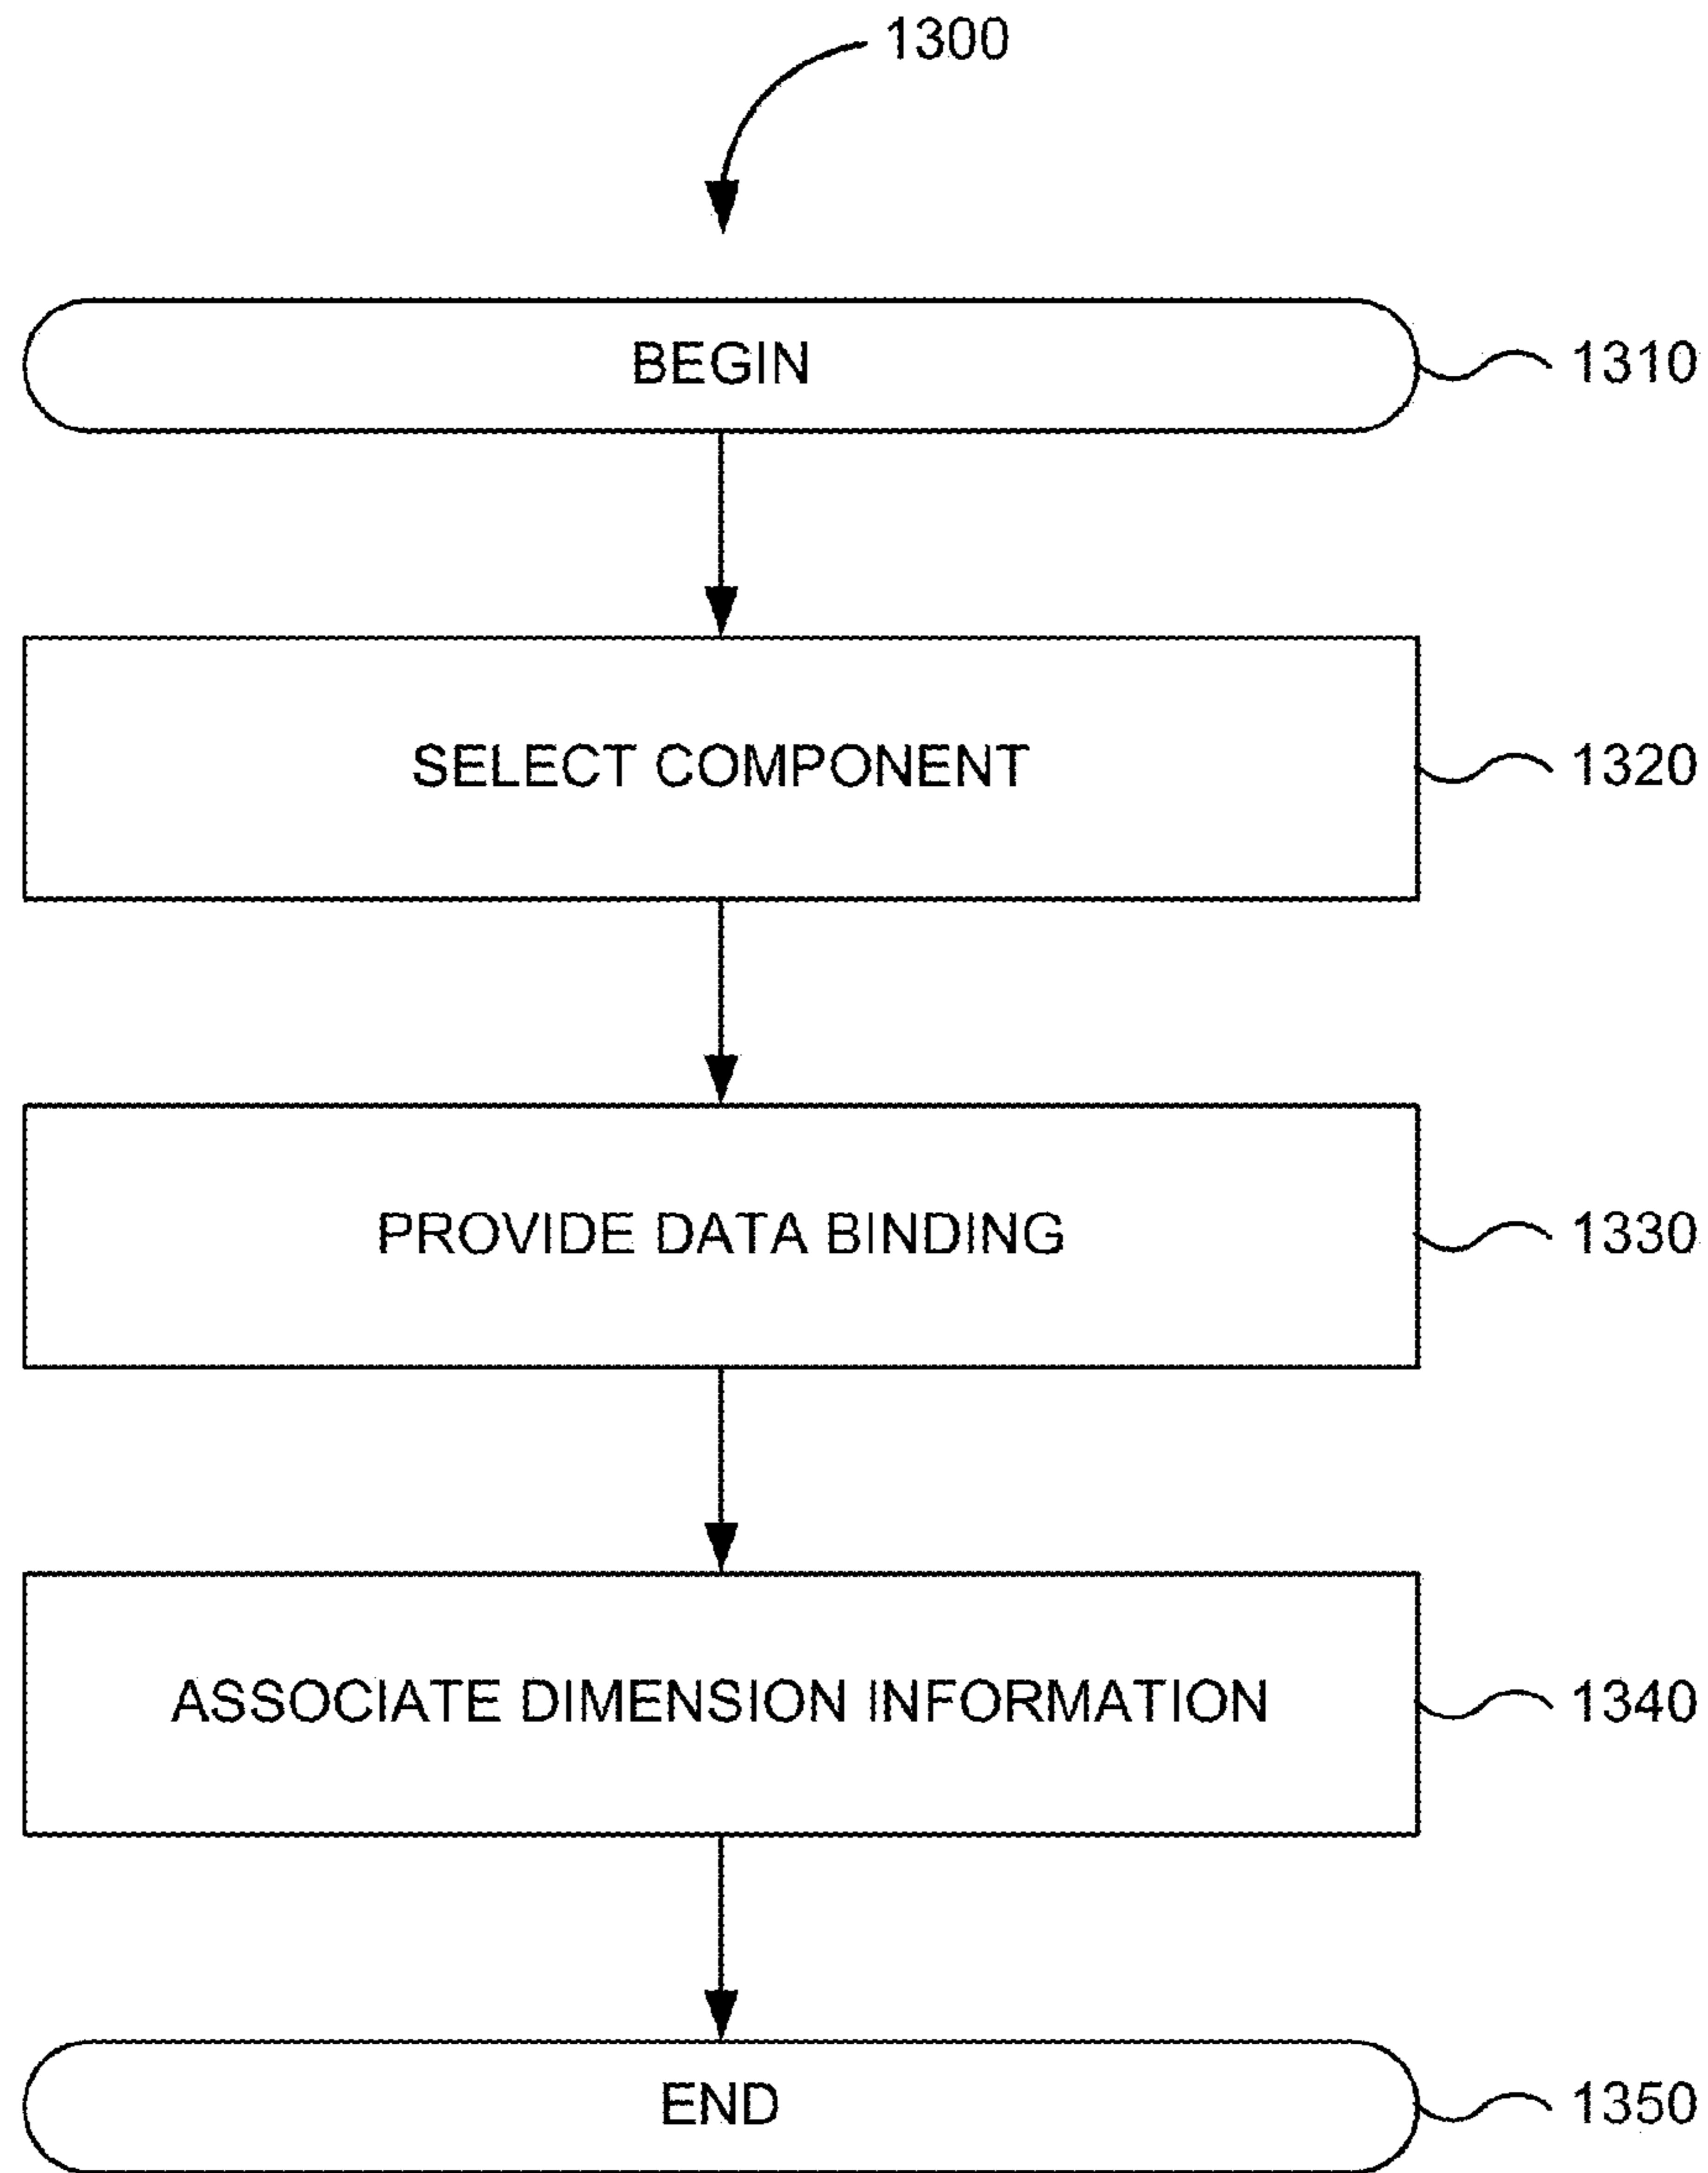 1300
BEGIN
1310
SELECT COMPONENT
1320
PROVIDE DATA BINDING
1330
ASSOCIATE DIMENSION INFORMATION
1340
END
1350